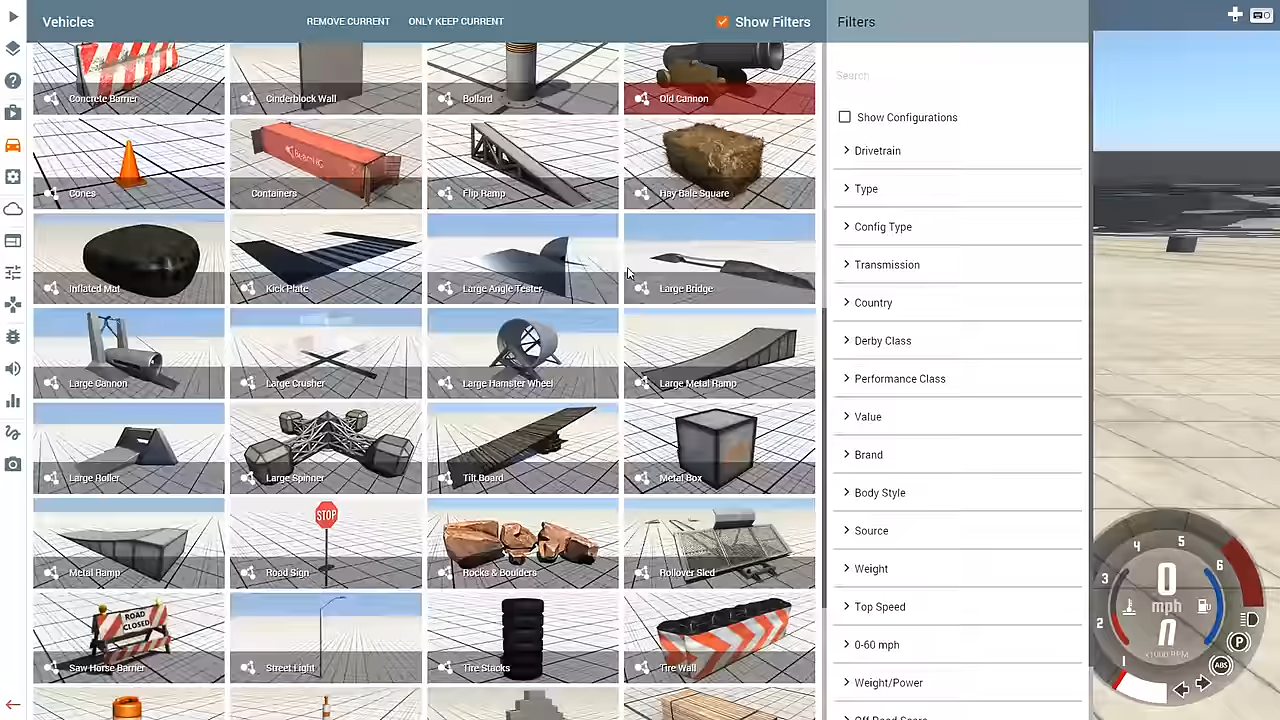 Vehicles
REMOVE CURRENT
ONLY KEEP CURRENT
Show Filters
Filters
Concrete Barrier
Cinderblock Wall
Bollard
Old Cannon
Cones
Containers
Flip Ramp
Hay Bale Square
Inflated Mat
Kick Plate
Large Angle Tester
Large Bridge
Large Cannon
Large Crusher
Large Hamster Wheel
Large Metal Ramp
Large Roller
Large Spinner
Tilt Board
Metal Box
STOP
Metal Ramp
Road Sign
Rocks & Boulders
Rollover Sled
ROAD
CLOSED
Saw Horse Barrier
Street Light
Tire Stacks
Tire Wall
Search
Show Configurations
Drivetrain
Type
Config Type
Transmission
Country
Derby Class
Performance Class
Value
Brand
Body Style
Source
Weight
Top Speed
0-60 mph
Weight/Power
0
1
2
3
4
5
6
0
mph
n
x1000 RPM
P
ABS